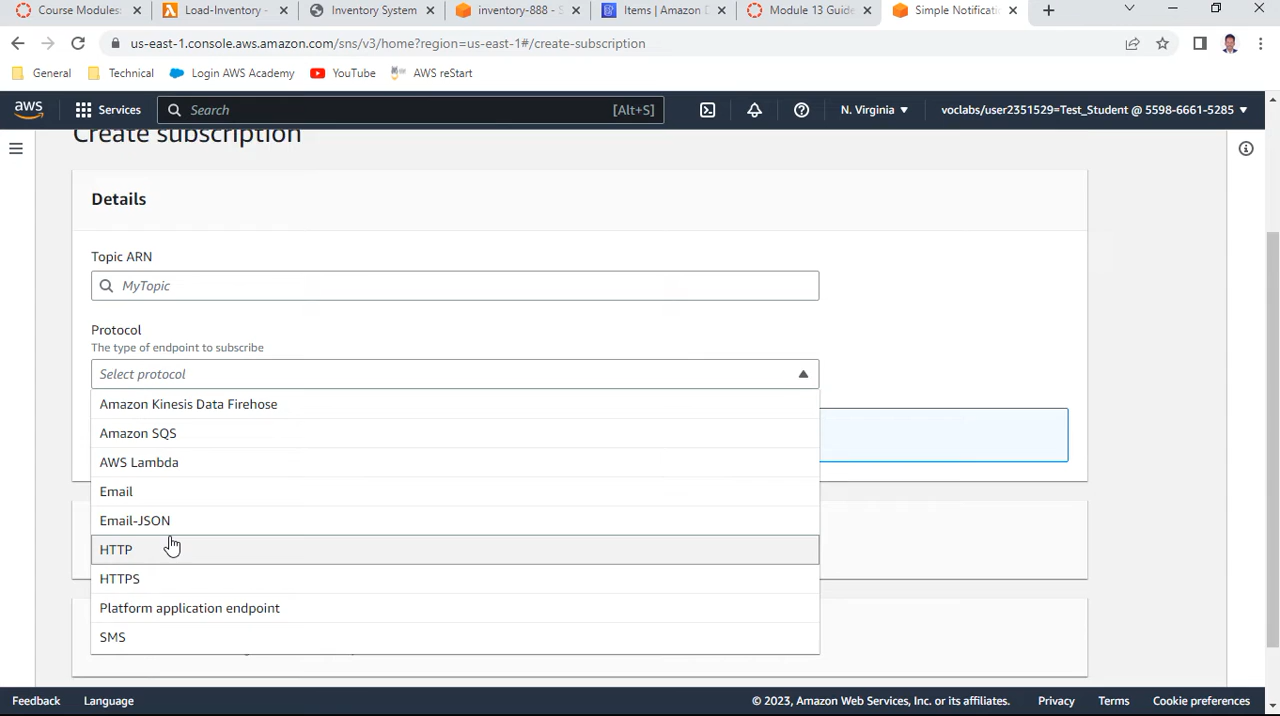 Course Modules:
Load-Inventory -
Inventory System
inventory-888 - S
Items | Amazon D
Module 13 Guide
Simple Notificati
us-east-1.console.aws.amazon.com/sns/v3/home?region=us-east-1#/create-subscription
General
Technical
Login AWS Academy
YouTube
AWS reStart
aws
Services
Search
[Alt+S]
N. Virginia
voclabs/user2351529=Test_Student @ 5598-6661-5285
Create subscription
Details
Topic ARN
MyTopic
Protocol
The type of endpoint to subscribe
Select protocol
Amazon Kinesis Data Firehose
Amazon SQS
AWS Lambda
Email
Email-JSON
HTTP
HTTPS
Platform application endpoint
SMS
Feedback
Language
© 2023, Amazon Web Services, Inc. or its affiliates.
Privacy
Terms
Cookie preferences